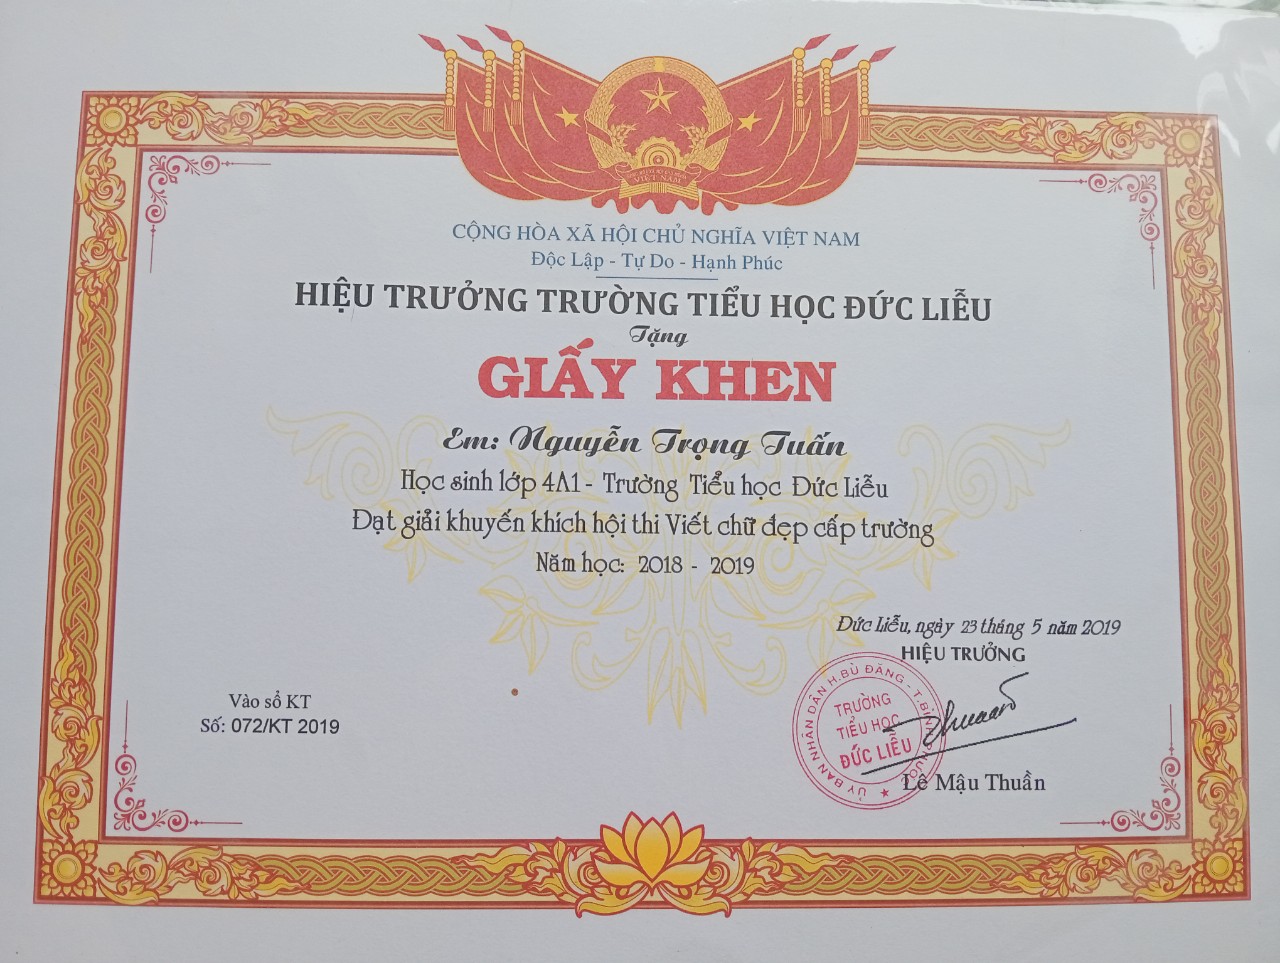 VIỆT NAM
CỘNG HÒA XÃ HỘI CHỦ NGHĨA VIỆT NAM
Độc Lập - Tự Do - Hạnh Phúc
HIỆU TRƯỞNG TRƯỜNG TIỂU HỌC ĐỨC LIỄU
Tặng
GIẤY KHEN
Em: Nguyễn Trọng Tuấn
Học sinh lớp 4A1 - Trường Tiểu học Đức Liễu
Đạt giải khuyến khích hội thi Viết chữ đẹp cấp trường
Năm học: 2018 - 2019
Đức Liễu, ngày 23 tháng 5 năm 2019
HIỆU TRƯỞNG
ỦY BAN NHÂN DÂN H.BÙ ĐĂNG - T.BÌNH PHƯỚC
TRƯỜNG
TIỂU HỌC
ĐỨC LIỄU
Lê Mậu Thuần
Vào sổ KT
Số: 072/KT 2019